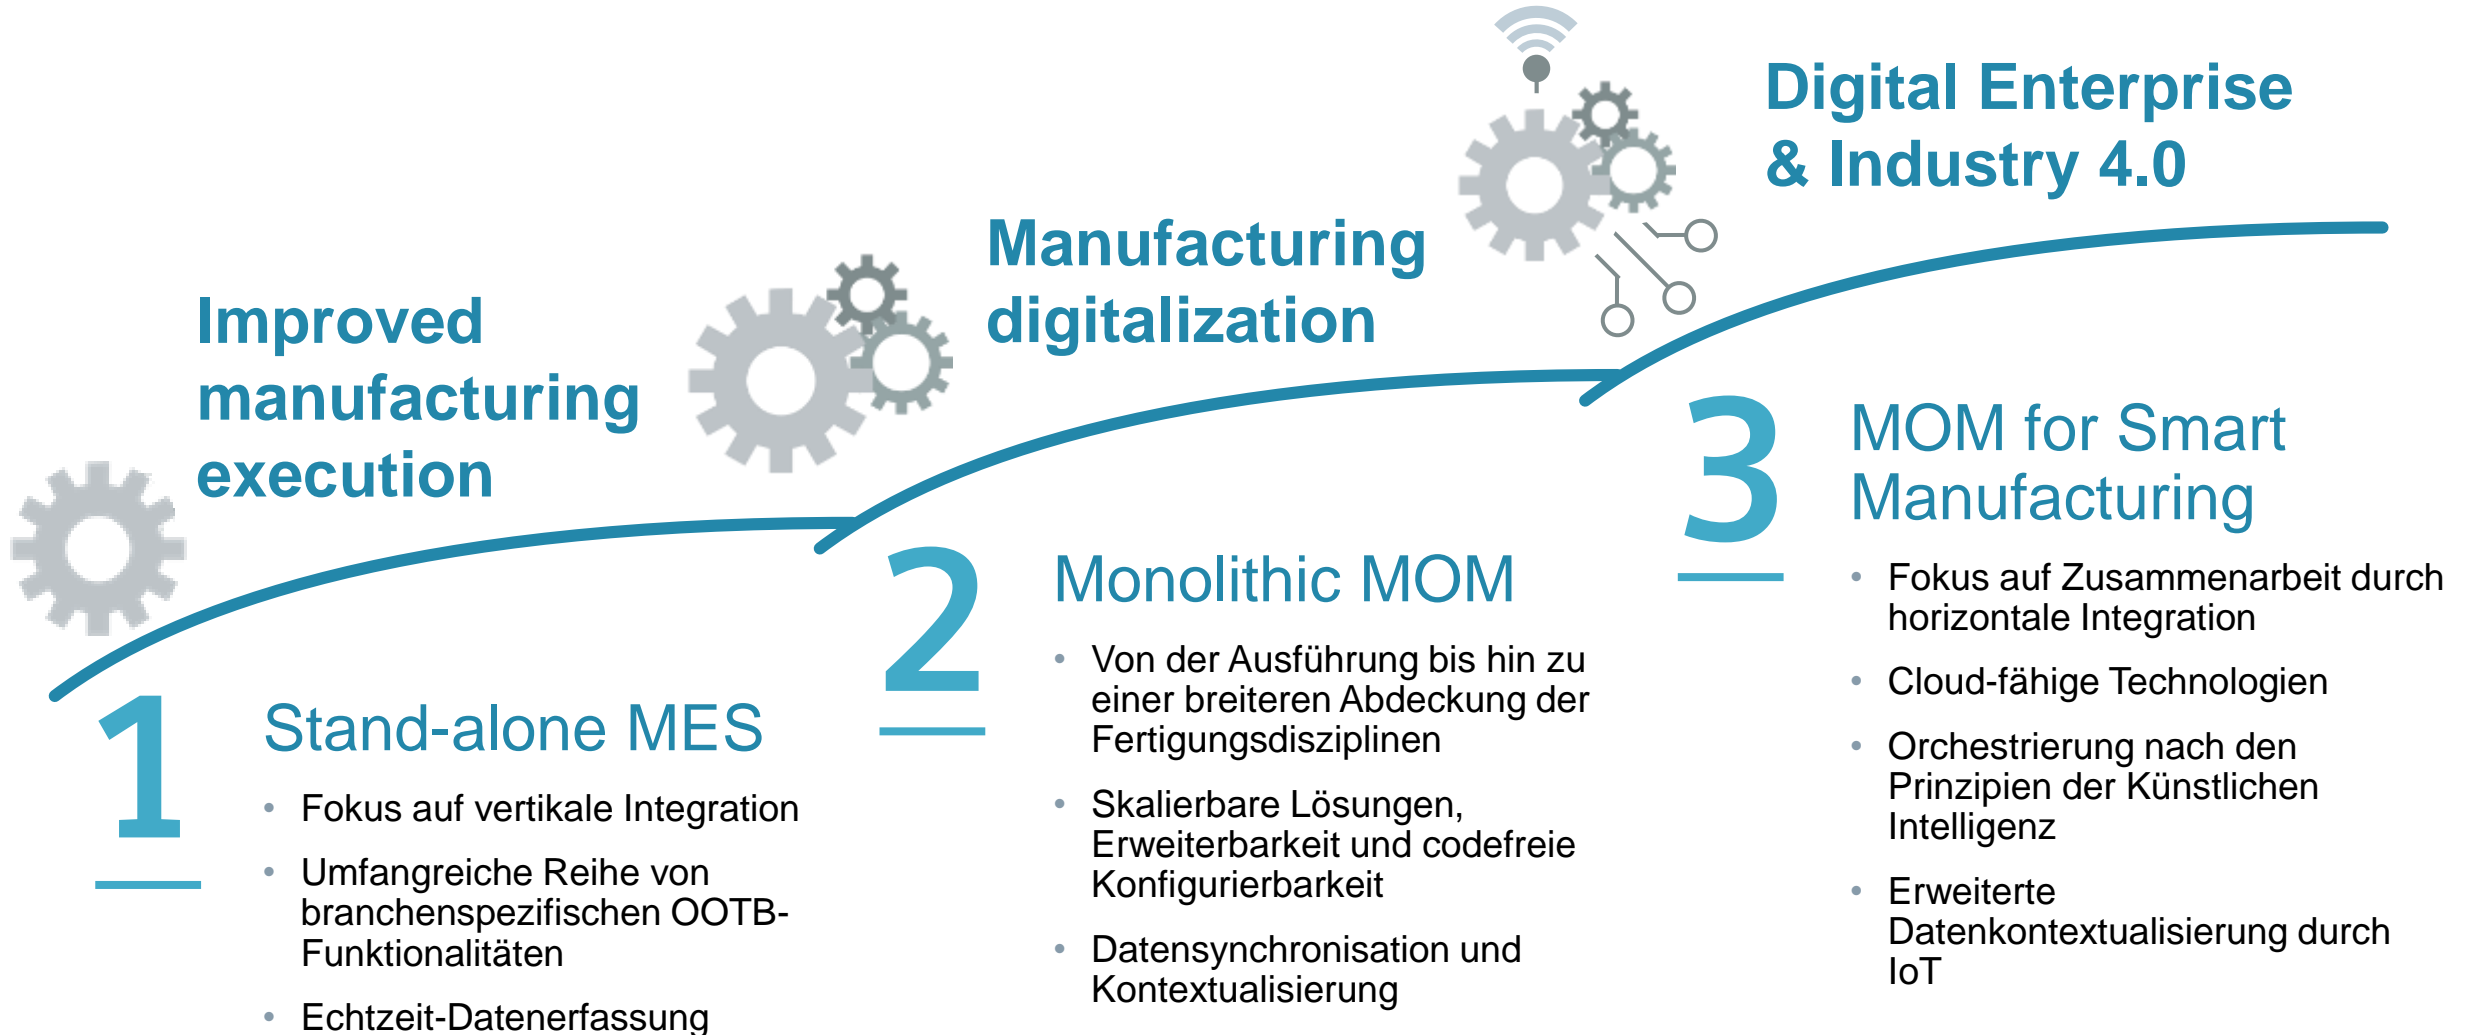 Improved
manufacturing
execution
1
Stand-alone MES
• Fokus auf vertikale Integration
• Umfangreiche Reihe von
branchenspezifischen OOTB-
Funktionalitäten
• Echtzeit-Datenerfassung
Manufacturing
digitalization
2
Monolithic MOM
• Von der Ausführung bis hin zu
einer breiteren Abdeckung der
Fertigungsdisziplinen
• Skalierbare Lösungen,
Erweiterbarkeit und codefreie
Konfigurierbarkeit
• Datensynchronisation und
Kontextualisierung
Digital Enterprise
& Industry 4.0
3
MOM for Smart
Manufacturing
• Fokus auf Zusammenarbeit durch
horizontale Integration
• Cloud-fähige Technologien
• Orchestrierung nach den
Prinzipien der Künstlichen
Intelligenz
• Erweiterte
Datenkontextualisierung durch
IoT